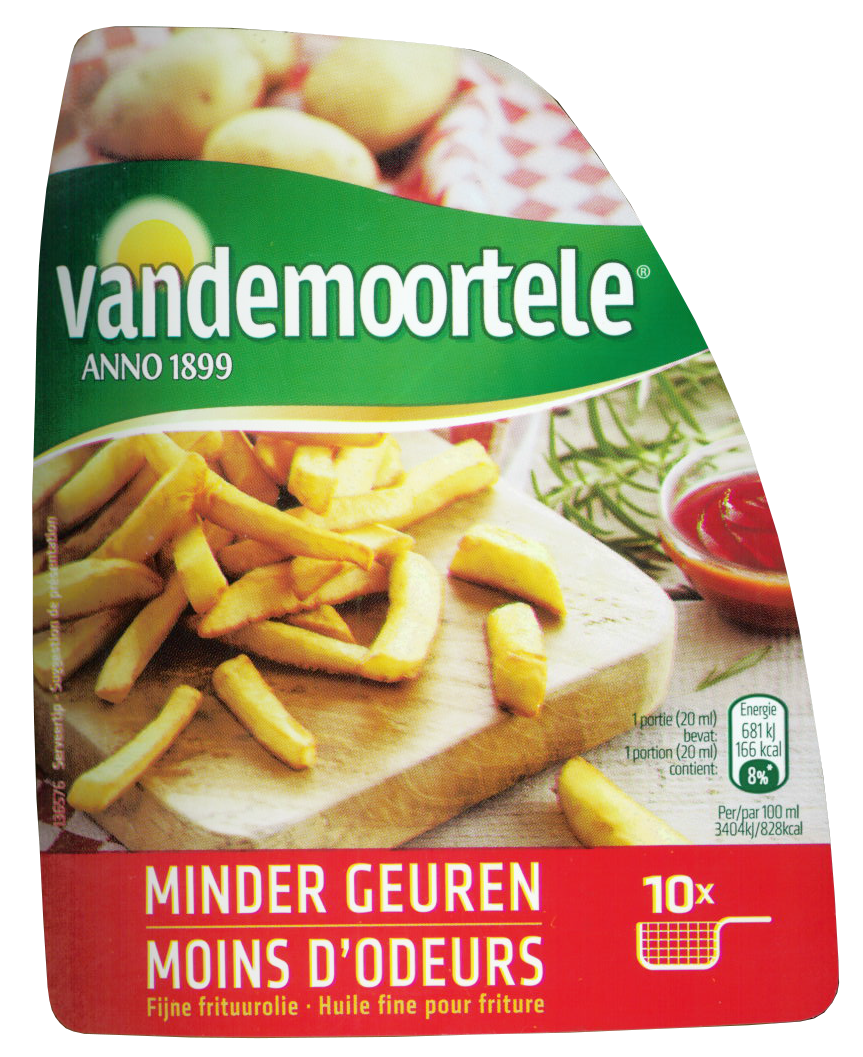 vandemoortele®
ANNO 1899
136576 Serveertip - Suggestion de présentation
1 portie (20 ml)
bevat:
1 portion (20 ml)
contient:
Energie
681 kJ
166 kcal
8%*
Per/par 100 ml
3404kJ/828kcal
MINDER GEUREN
MOINS D'ODEURS
Fijne frituurolie · Huile fine pour friture
10x